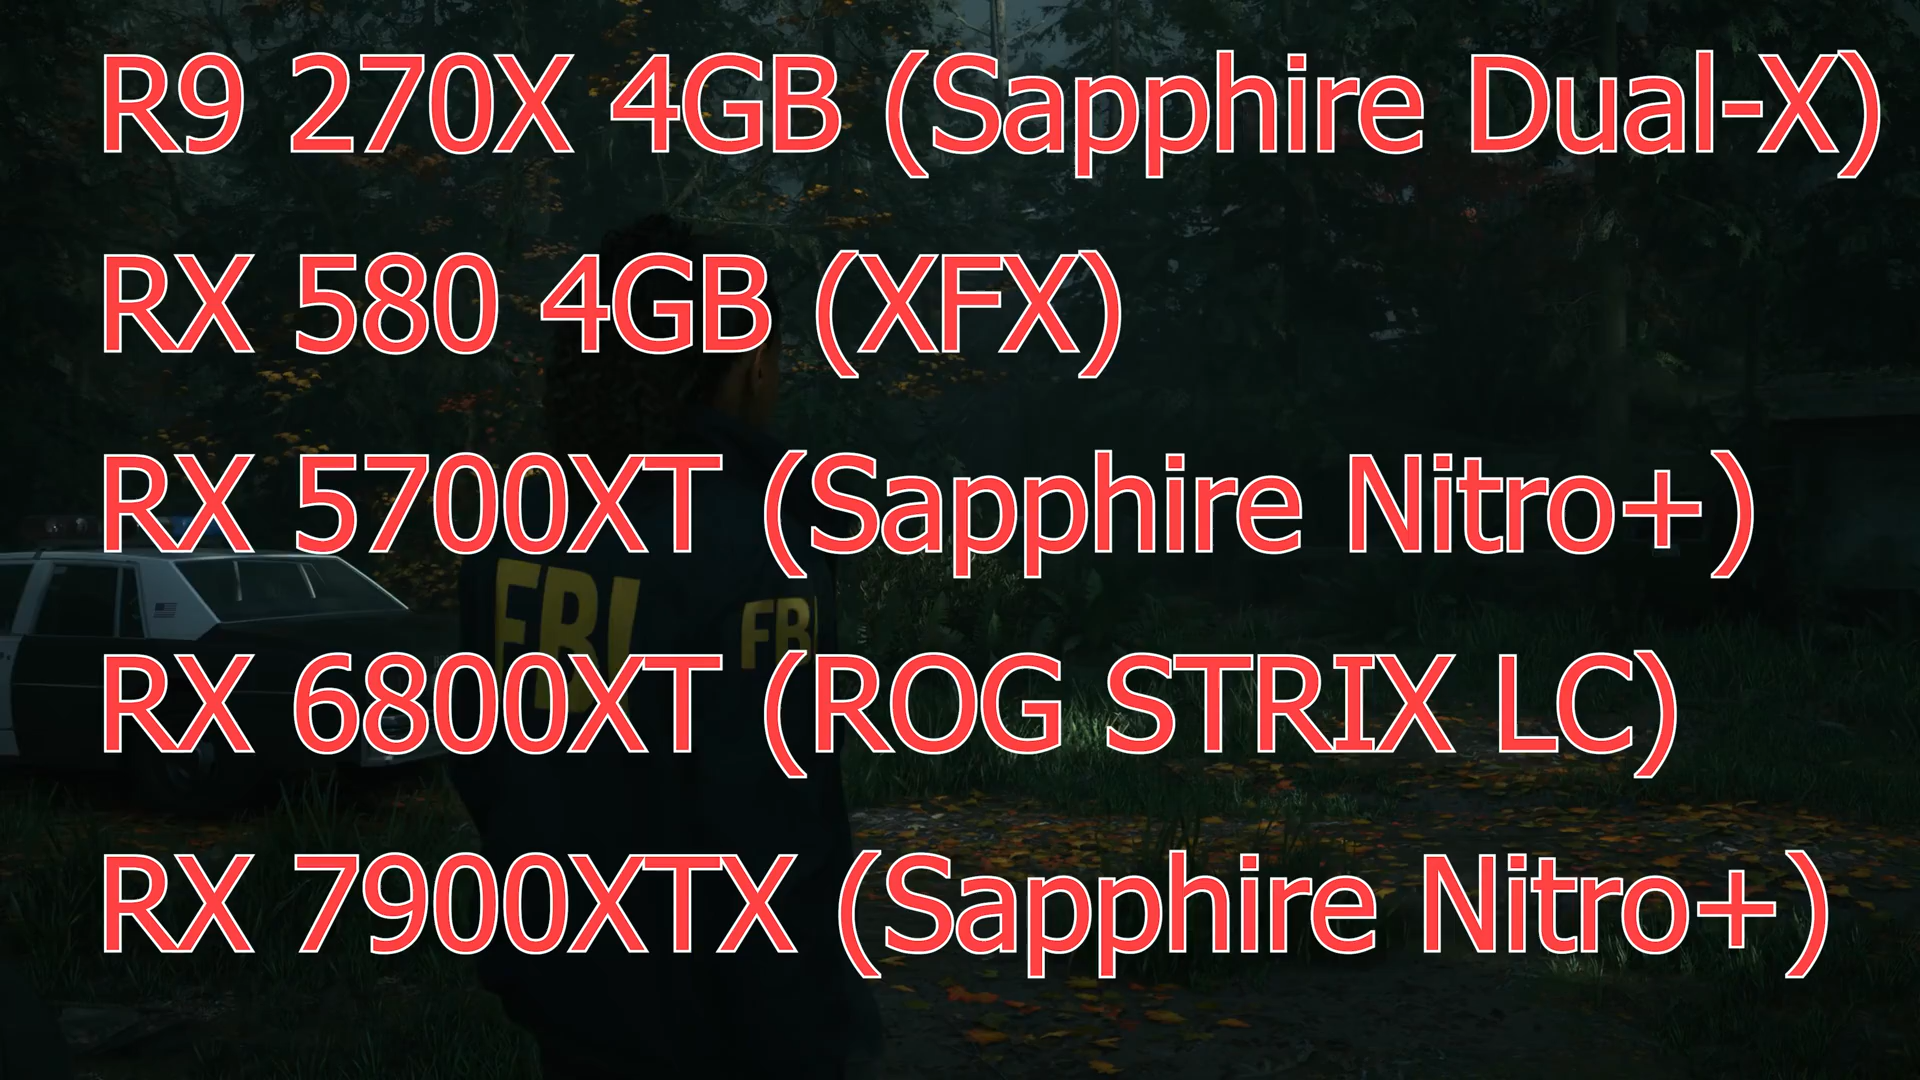 R9 270X 4GB (Sapphire Dual-X)
RX 580 4GB (XFX)
RX 5700XT (Sapphire Nitro+)
FBI
FBI
RX 6800XT (ROG STRIX LC)
RX 7900XTX (Sapphire Nitro+)